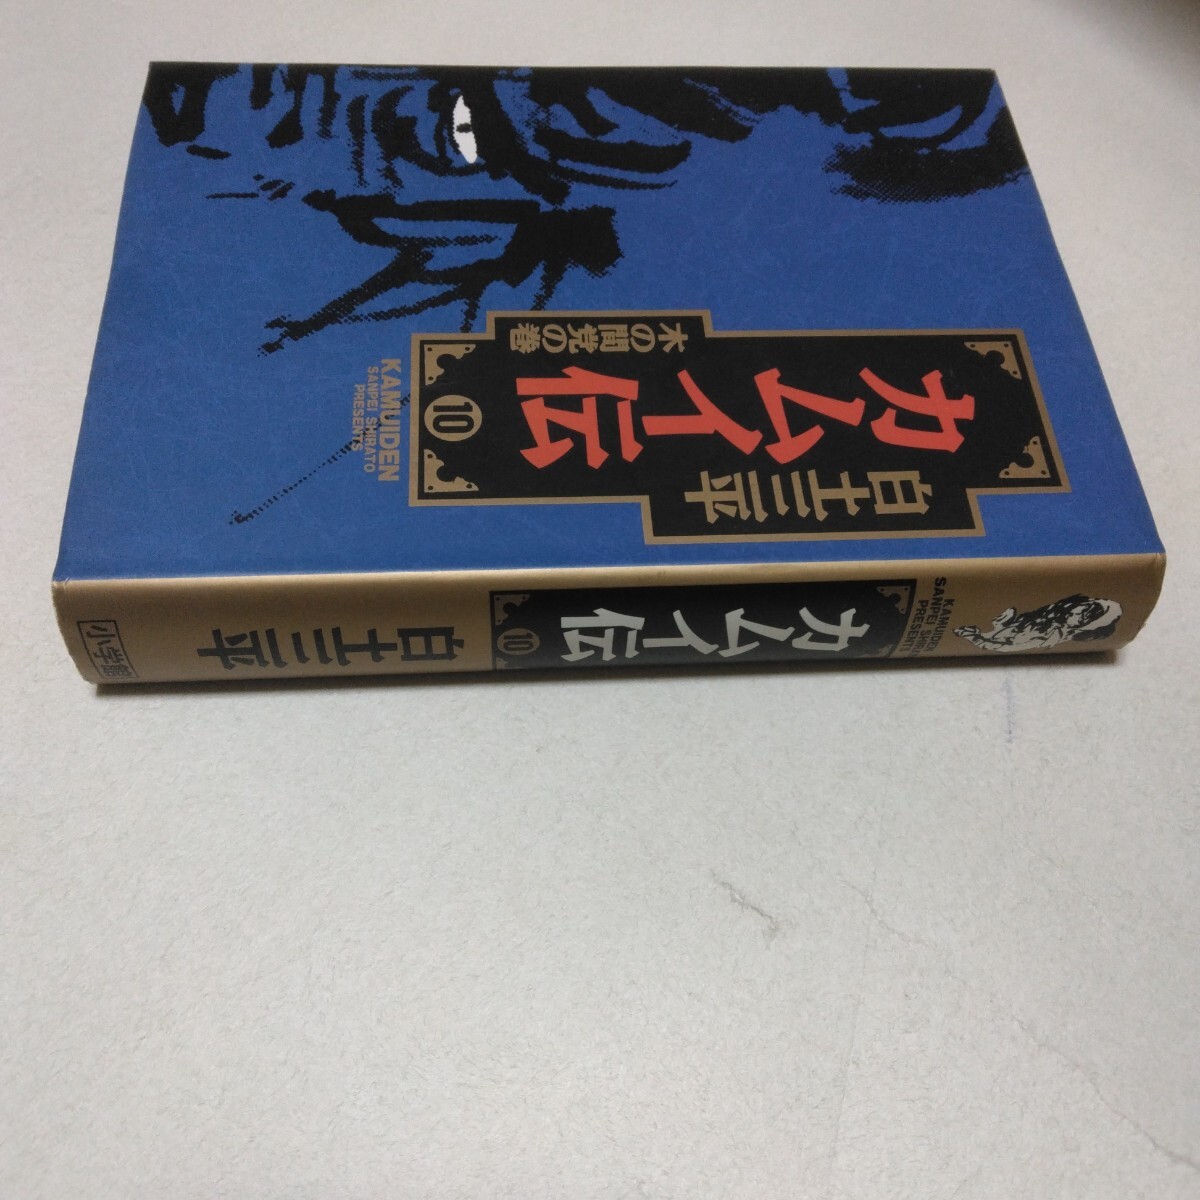 白土三平
カムイ伝
木の間党の巻
10
KAMUIDEN
SANPEI SHIRATO
PRESENTS
KAMUIDEN
SANPEI SHIRATO
PRESENTS
カムイ伝
10
白土三平
小学館